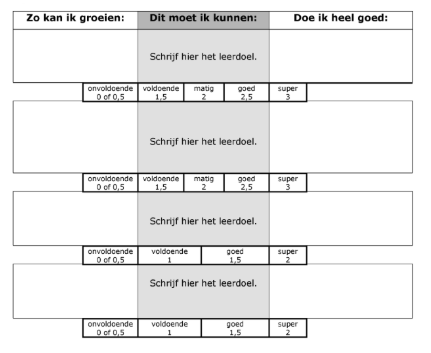 Zo kan ik groeien: Dit moet ik kunnen: Doe ik heel goed:
Schrijf hier het leerdoel.
onvoldoende voldoende matig goed super
0 of 0,5 1,5 2 2,5 3
Schrijf hier het leerdoel.
onvoldoende voldoende matig goed super
0 of 0,5 1,5 2 2,5 3
Schrijf hier het leerdoel.
onvoldoende voldoende goed super
0 of 0,5 1 1,5 2
Schrijf hier het leerdoel.
onvoldoende voldoende goed super
0 of 0,5 1 1,5 2